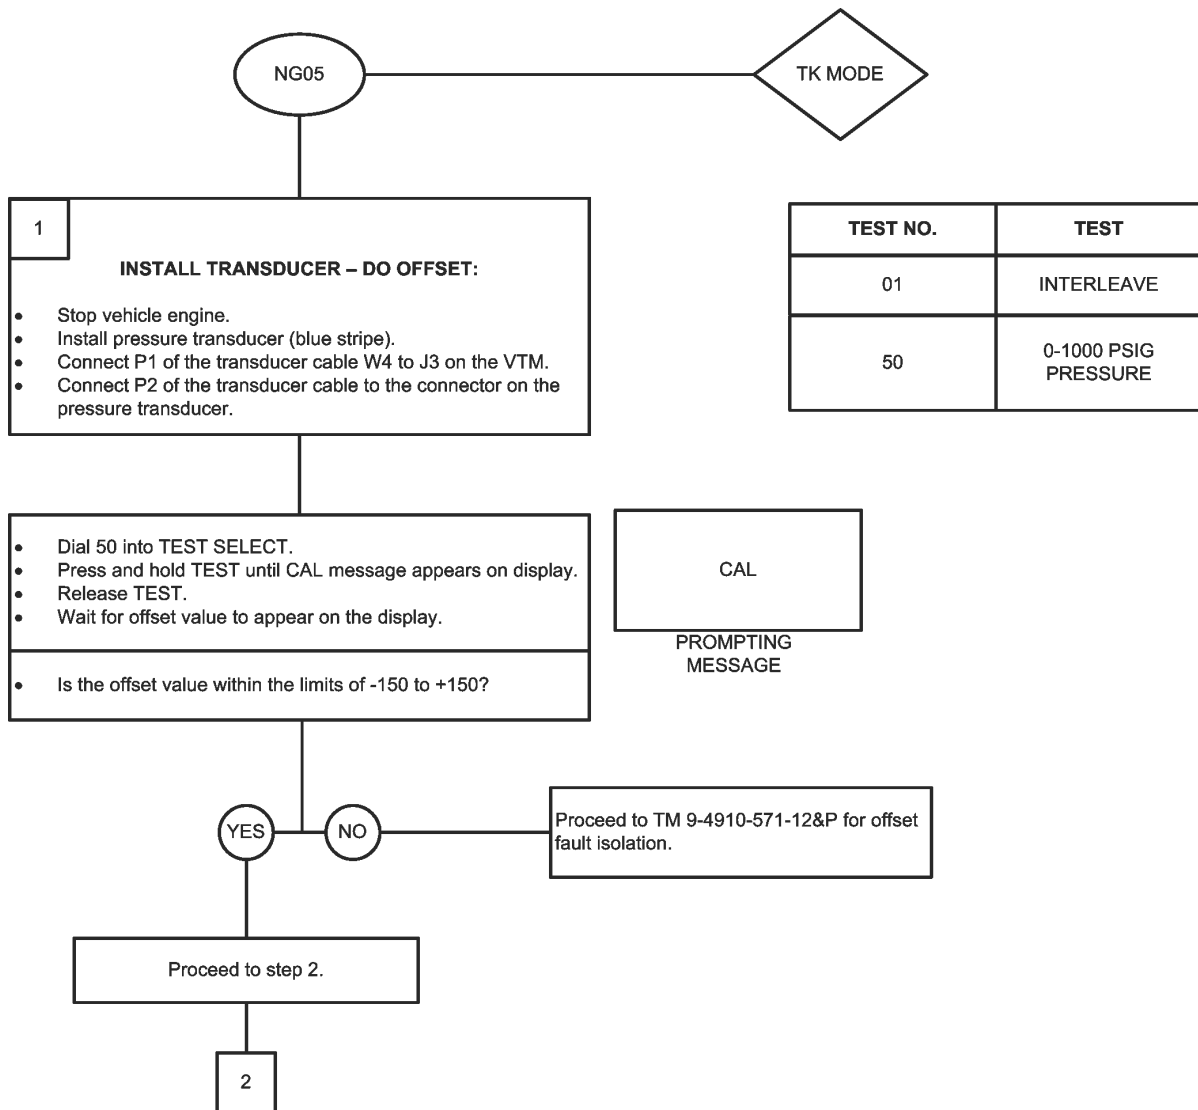 NG05
TK MODE
1
INSTALL TRANSDUCER – DO OFFSET:
• Stop vehicle engine.
• Install pressure transducer (blue stripe).
• Connect P1 of the transducer cable W4 to J3 on the VTM.
• Connect P2 of the transducer cable to the connector on the
pressure transducer.
TEST NO. TEST
01 INTERLEAVE
50 0-1000 PSIG
PRESSURE
• Dial 50 into TEST SELECT.
• Press and hold TEST until CAL message appears on display.
• Release TEST.
• Wait for offset value to appear on the display.
• Is the offset value within the limits of -150 to +150?
CAL
PROMPTING
MESSAGE
YES
NO
Proceed to TM 9-4910-571-12&P for offset
fault isolation.
Proceed to step 2.
2